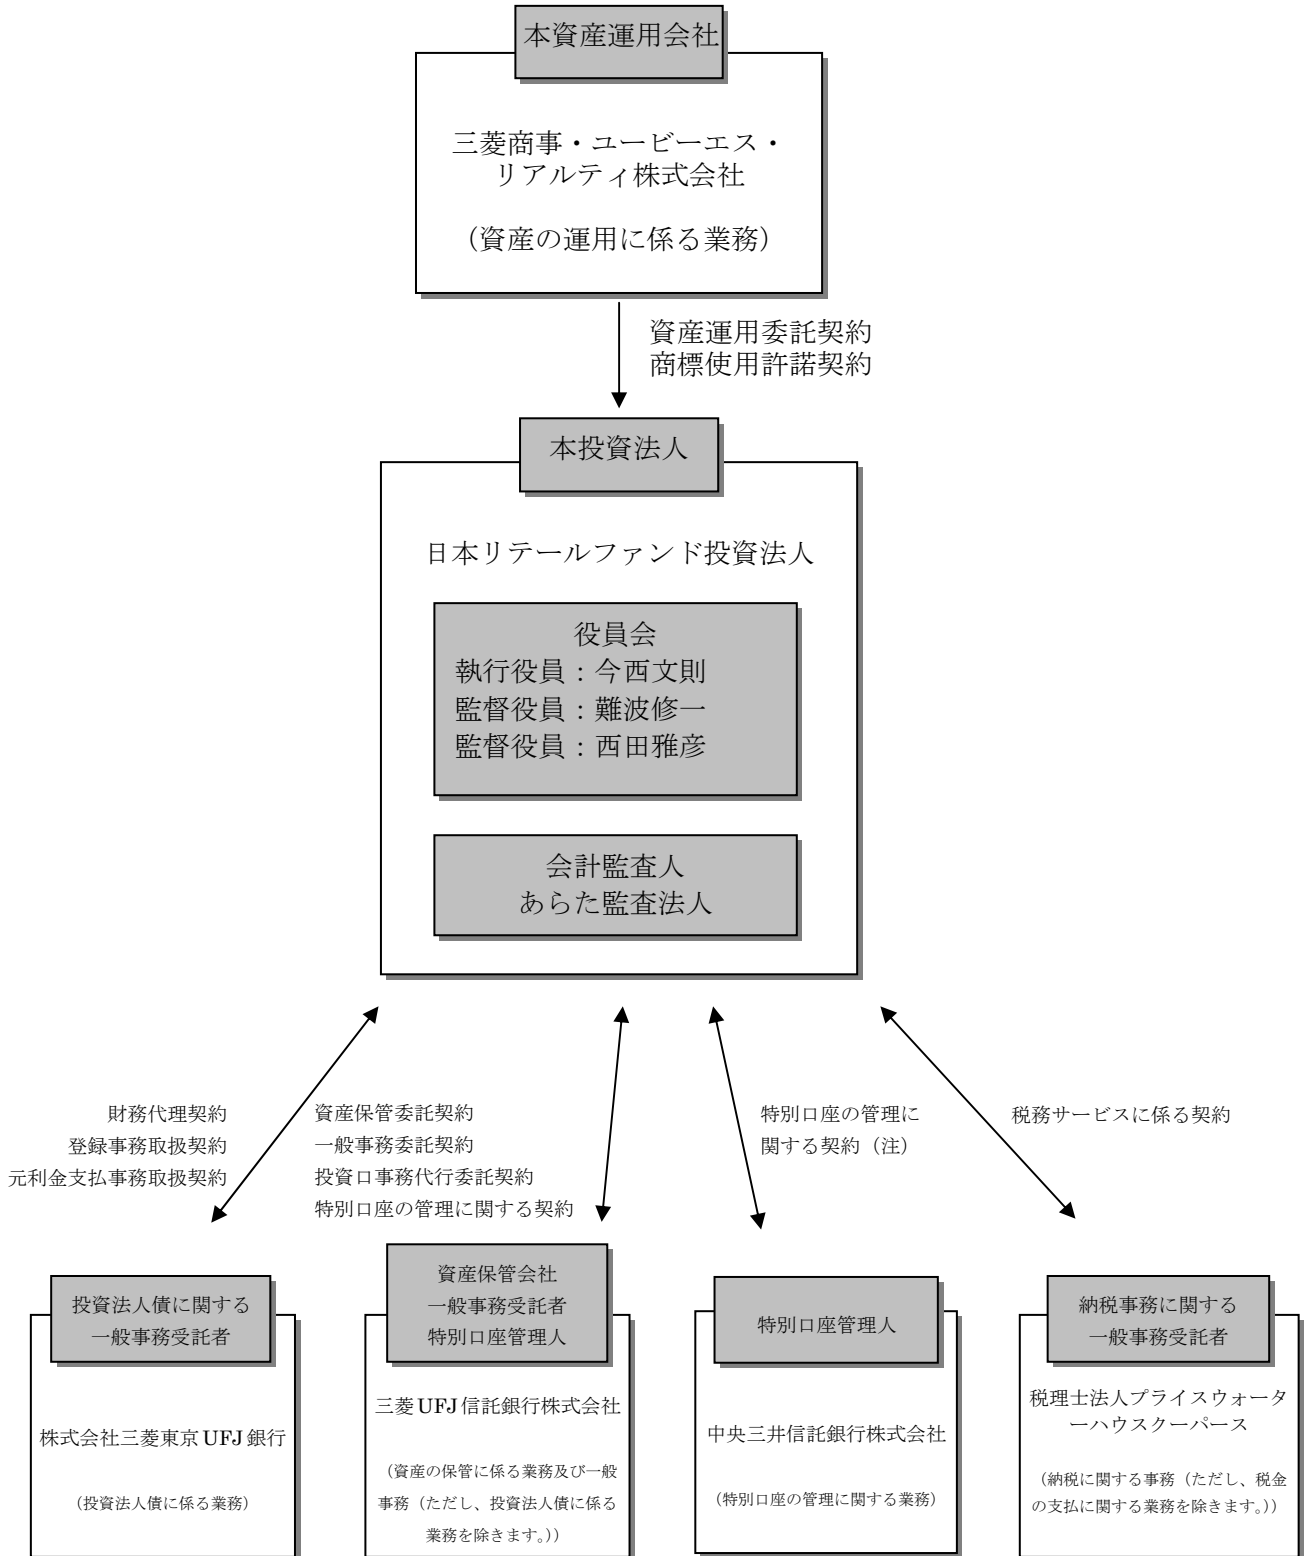 本資産運用会社
三菱商事・ユービーエス・
リアルティ株式会社
（資産の運用に係る業務）
資産運用委託契約
商標使用許諾契約
本投資法人
日本リテールファンド投資法人
役員会
執行役員：今西文則
監督役員：難波修一
監督役員：西田雅彦
会計監査人
あらた監査法人
財務代理契約
登録事務取扱契約
元利金支払事務取扱契約
資産保管委託契約
一般事務委託契約
投資口事務代行委託契約
特別口座の管理に関する契約
特別口座の管理に
関する契約（注）
税務サービスに係る契約
投資法人債に関する
一般事務受託者
株式会社三菱東京UFJ銀行
（投資法人債に係る業務）
資産保管会社
一般事務受託者
特別口座管理人
三菱UFJ信託銀行株式会社
（資産の保管に係る業務及び一般
事務（ただし、投資法人債に係る
業務を除きます。））
特別口座管理人
中央三井信託銀行株式会社
（特別口座の管理に関する業務）
納税事務に関する
一般事務受託者
税理士法人プライスウォータ
ーハウスクーパース
（納税に関する事務（ただし、税金
の支払に関する業務を除きます。））